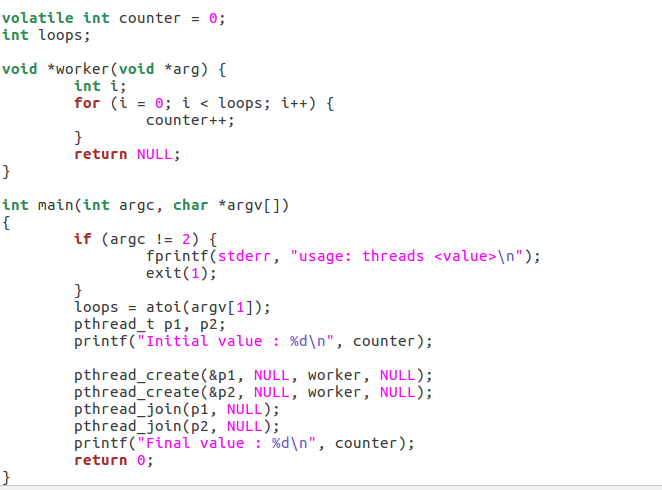 volatile int counter = 0;
int loops;

void *worker(void *arg) {
        int i;
        for (i = 0; i < loops; i++) {
                counter++;
        }
        return NULL;
}

int main(int argc, char *argv[])
{
        if (argc != 2) {
                fprintf(stderr, "usage: threads <value>\n");
                exit(1);
        }
        loops = atoi(argv[1]);
        pthread_t p1, p2;
        printf("Initial value : %d\n", counter);

        pthread_create(&p1, NULL, worker, NULL);
        pthread_create(&p2, NULL, worker, NULL);
        pthread_join(p1, NULL);
        pthread_join(p2, NULL);
        printf("Final value : %d\n", counter);
        return 0;
}